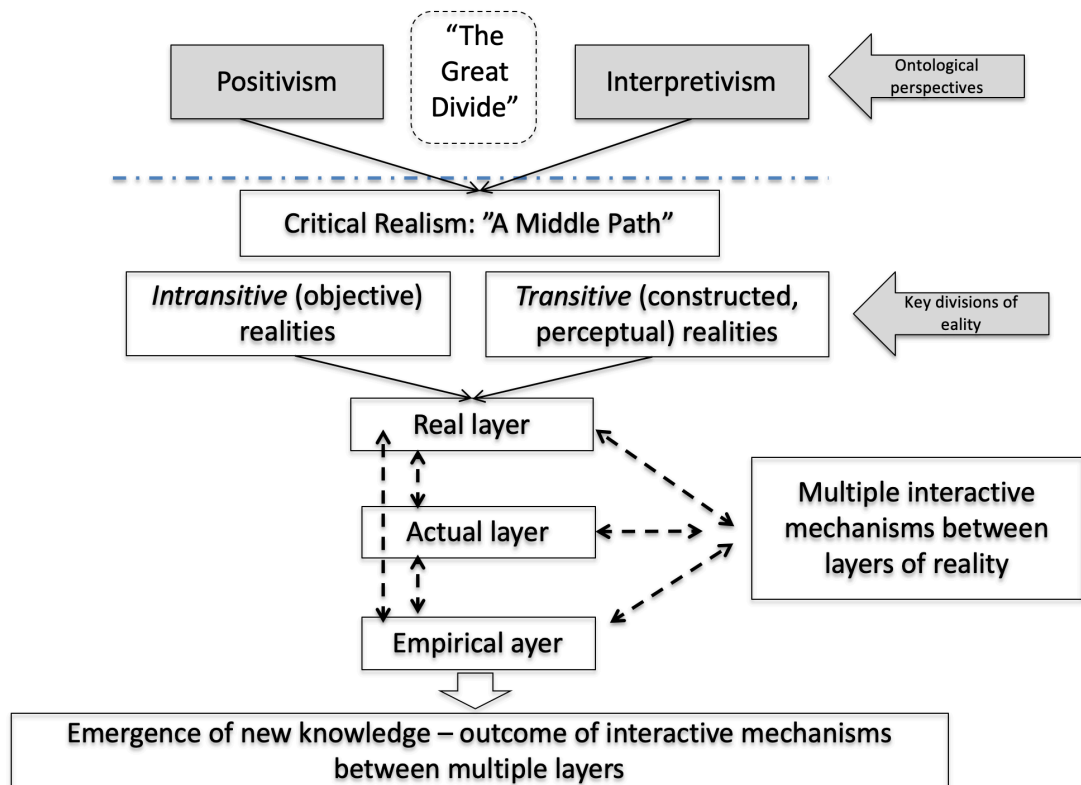 “The
Great
Divide”
Positivism
Interpretivism
Ontological
perspectives
Critical Realism: ”A Middle Path”
Intransitive (objective)
realities
Transitive (constructed,
perceptual) realities
Key divisions of
eality
Real layer
Actual layer
Empirical ayer
Multiple interactive
mechanisms between
layers of reality
Emergence of new knowledge – outcome of interactive mechanisms
between multiple layers